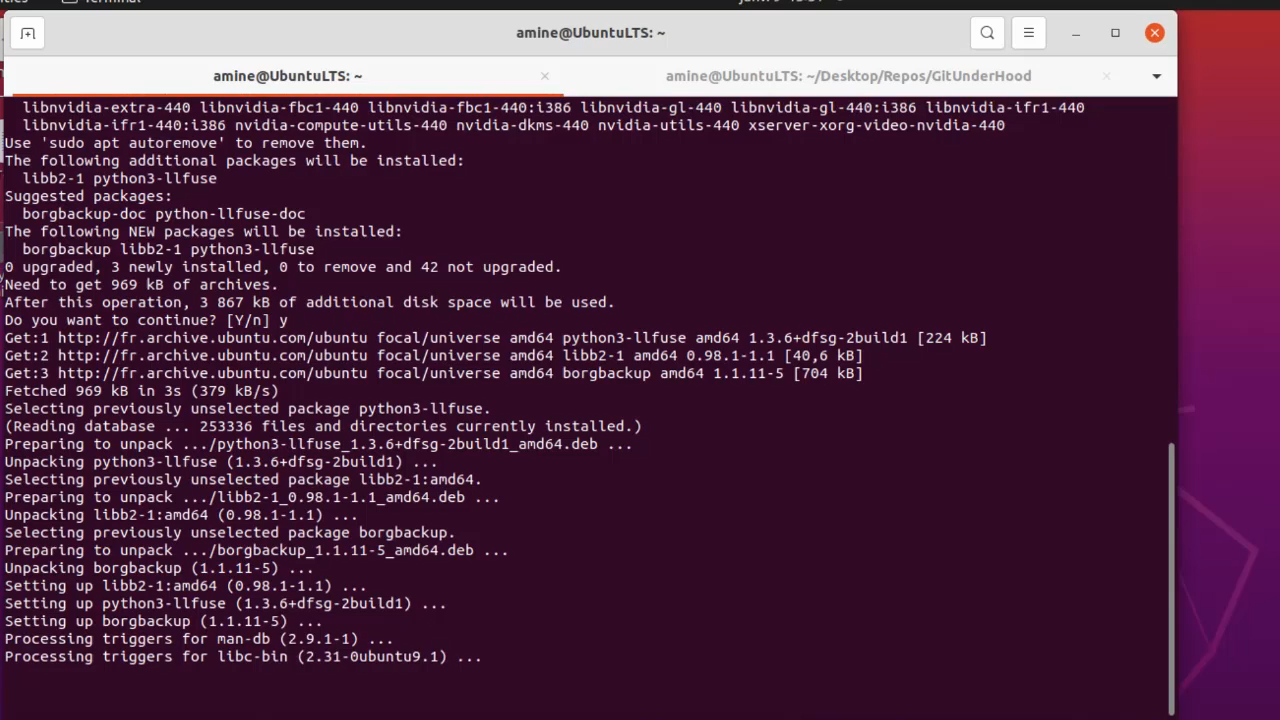 Terminal
amine@UbuntuLTS: ~
amine@UbuntuLTS: ~
amine@UbuntuLTS: ~/Desktop/Repos/GitUnderHood
libnvidia-extra-440 libnvidia-fbc1-440 libnvidia-fbc1-440:i386 libnvidia-gl-440 libnvidia-gl-440:i386 libnvidia-ifr1-440
libnvidia-ifr1-440:i386 nvidia-compute-utils-440 nvidia-dkms-440 nvidia-utils-440 xserver-xorg-video-nvidia-440
Use 'sudo apt autoremove' to remove them.
The following additional packages will be installed:
libb2-1 python3-llfuse
Suggested packages:
borgbackup-doc python-llfuse-doc
The following NEW packages will be installed:
borgbackup libb2-1 python3-llfuse
0 upgraded, 3 newly installed, 0 to remove and 42 not upgraded.
Need to get 969 kB of archives.
After this operation, 3 867 kB of additional disk space will be used.
Do you want to continue? [Y/n] y
Get:1 http://fr.archive.ubuntu.com/ubuntu focal/universe amd64 python3-llfuse amd64 1.3.6+dfsg-2build1 [224 kB]
Get:2 http://fr.archive.ubuntu.com/ubuntu focal/universe amd64 libb2-1 amd64 0.98.1-1.1 [40,6 kB]
Get:3 http://fr.archive.ubuntu.com/ubuntu focal/universe amd64 borgbackup amd64 1.1.11-5 [704 kB]
Fetched 969 kB in 3s (379 kB/s)
Selecting previously unselected package python3-llfuse.
(Reading database ... 253336 files and directories currently installed.)
Preparing to unpack .../python3-llfuse_1.3.6+dfsg-2build1_amd64.deb ...
Unpacking python3-llfuse (1.3.6+dfsg-2build1) ...
Selecting previously unselected package libb2-1:amd64.
Preparing to unpack .../libb2-1_0.98.1-1.1_amd64.deb ...
Unpacking libb2-1:amd64 (0.98.1-1.1) ...
Selecting previously unselected package borgbackup.
Preparing to unpack .../borgbackup_1.1.11-5_amd64.deb ...
Unpacking borgbackup (1.1.11-5) ...
Setting up libb2-1:amd64 (0.98.1-1.1) ...
Setting up python3-llfuse (1.3.6+dfsg-2build1) ...
Setting up borgbackup (1.1.11-5) ...
Processing triggers for man-db (2.9.1-1) ...
Processing triggers for libc-bin (2.31-0ubuntu9.1) ...